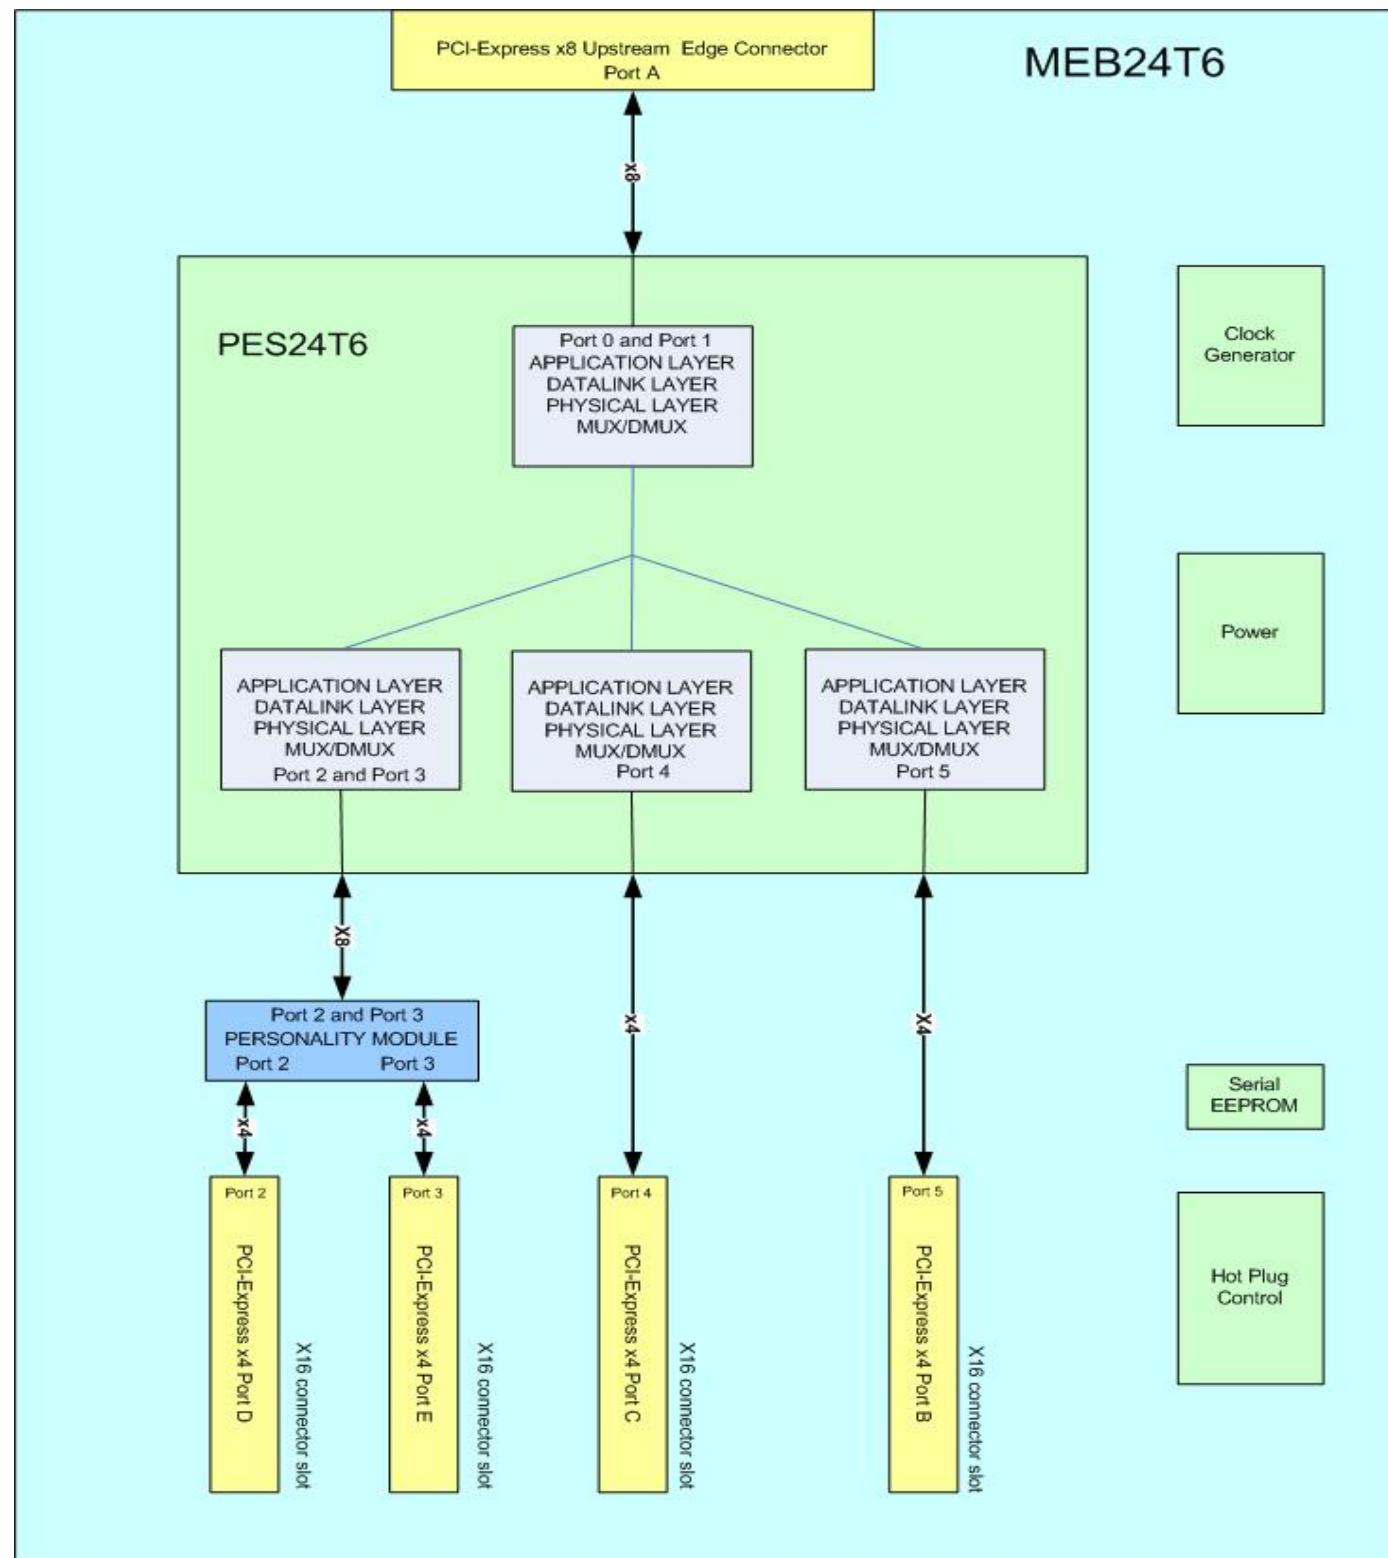 PCI-Express x8 Upstream Edge Connector
Port A
MEB24T6
x8
PES24T6
Port 0 and Port 1
APPLICATION LAYER
DATALINK LAYER
PHYSICAL LAYER
MUX/DMUX
Clock
Generator
Power
APPLICATION LAYER
DATALINK LAYER
PHYSICAL LAYER
MUX/DMUX
Port 2 and Port 3
APPLICATION LAYER
DATALINK LAYER
PHYSICAL LAYER
MUX/DMUX
Port 4
APPLICATION LAYER
DATALINK LAYER
PHYSICAL LAYER
MUX/DMUX
Port 5
X8
x4
X4
Port 2 and Port 3
PERSONALITY MODULE
Port 2
Port 3
x4
x4
Serial
EEPROM
Port 2
PCI-Express x4 Port D
X16 connector slot
Port 3
PCI-Express x4 Port E
X16 connector slot
Port 4
PCI-Express x4 Port C
X16 connector slot
Port 5
PCI-Express x4 Port B
X16 connector slot
Hot Plug
Control